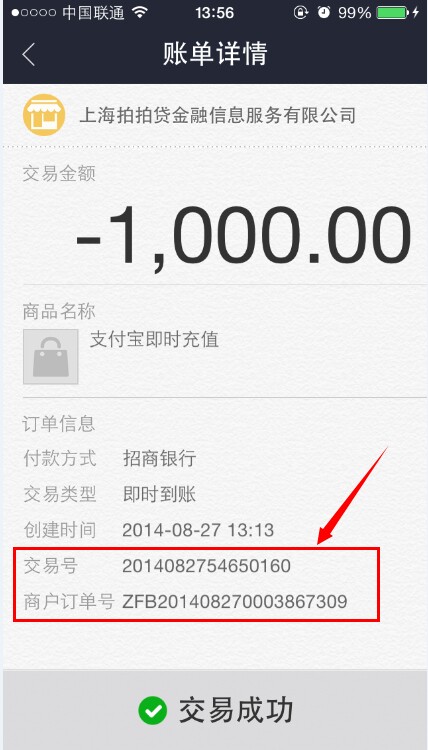 中国联通 13:56 99%
账单详情
上海拍拍贷金融信息服务有限公司
交易金额
-1,000.00
商品名称
支付宝即时充值
订单信息
付款方式 招商银行
交易类型 即时到账
创建时间 2014-08-27 13:13
交易号 2014082754650160
商户订单号 ZFB201408270003867309
交易成功